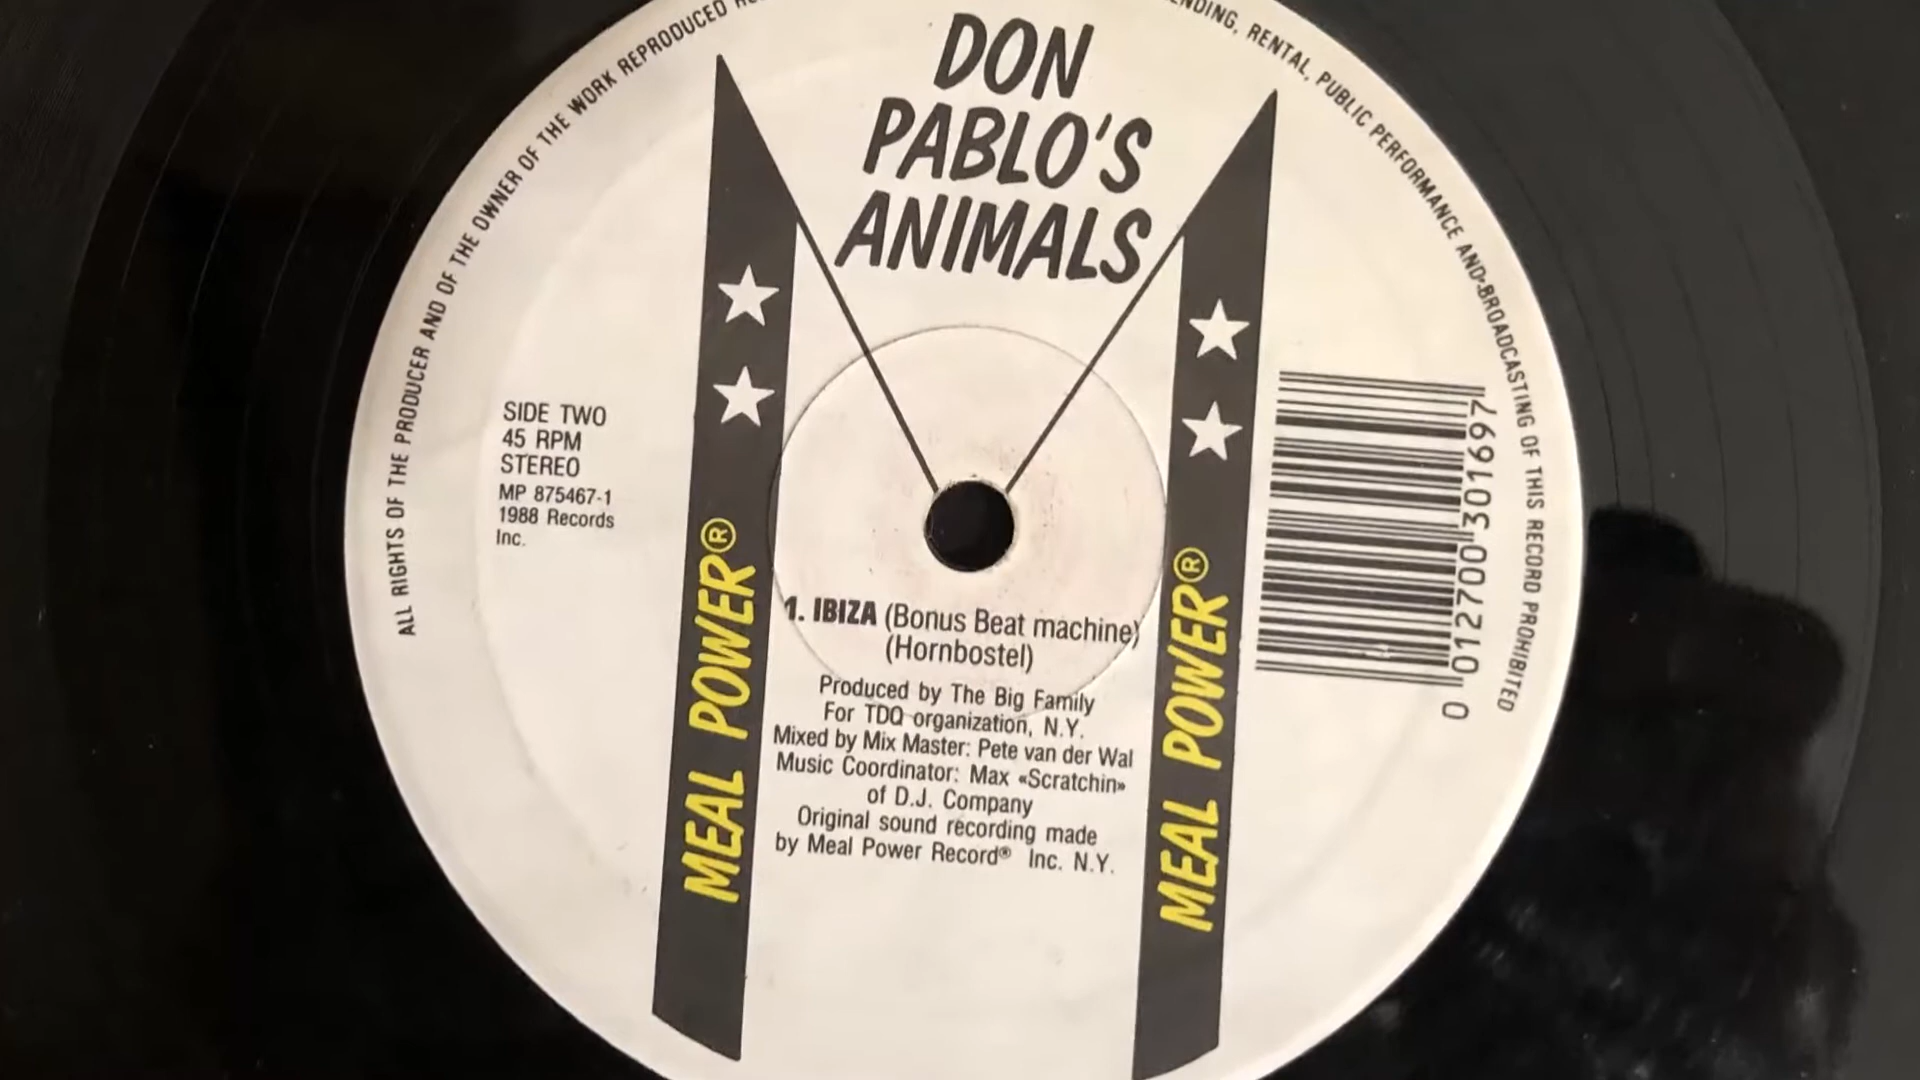 DON
PABLO'S
ANIMALS
ALL RIGHTS OF THE PRODUCER AND OF THE OWNER OF THE WORK REPRODUCED
RENTAL, PUBLIC PERFORMANCE AND BROADCASTING OF THIS RECORD PROHIBITED
SIDE TWO
45 RPM
STEREO
MP 875467-1
1988 Records
Inc.
MEAL POWER®
MEAL POWER®
0 012700 301697
1. IBIZA (Bonus Beat machine)
(Hornbostel)
Produced by The Big Family
For TDQ organization, N.Y.
Mixed by Mix Master: Pete van der Wal
Music Coordinator: Max «Scratchin»
of D.J. Company
Original sound recording made
by Meal Power Record® Inc. N.Y.